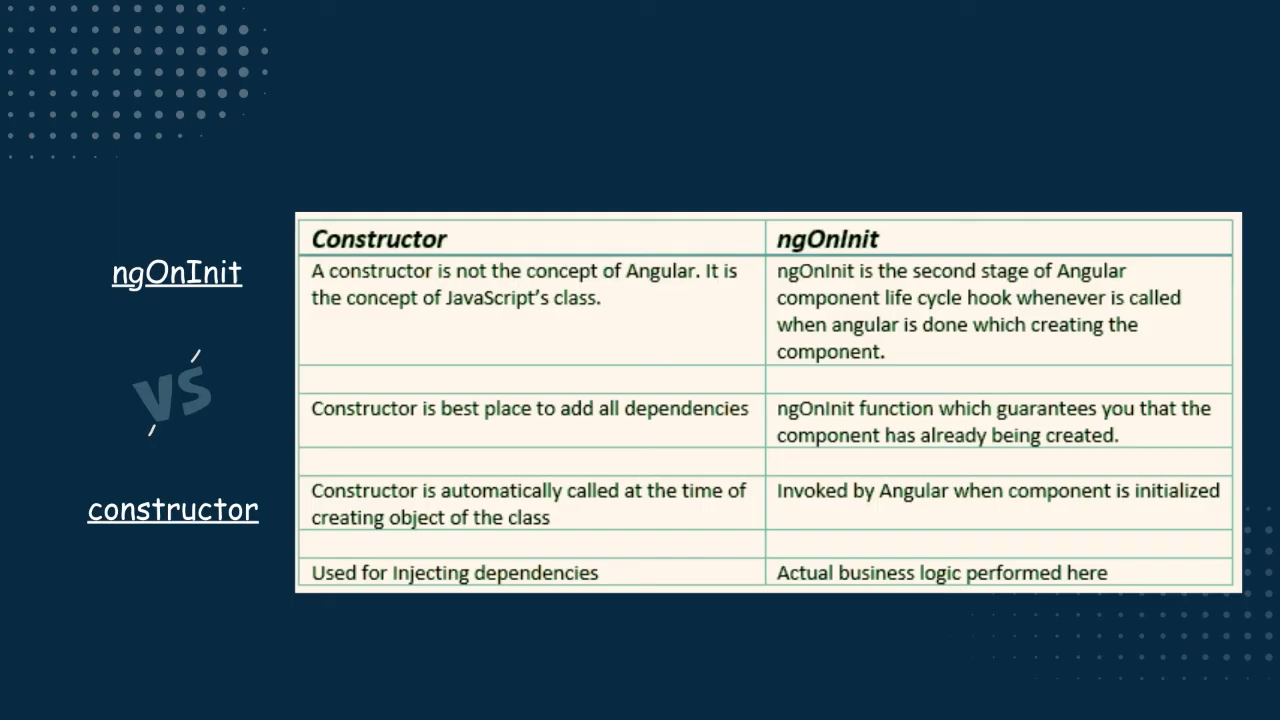 ngOnInit
vs
constructor
Constructor
ngOnInit
A constructor is not the concept of Angular. It is
the concept of JavaScript’s class.
ngOnInit is the second stage of Angular
component life cycle hook whenever is called
when angular is done which creating the
component.
Constructor is best place to add all dependencies
ngOnInit function which guarantees you that the
component has already being created.
Constructor is automatically called at the time of
creating object of the class
Invoked by Angular when component is initialized
Used for Injecting dependencies
Actual business logic performed here